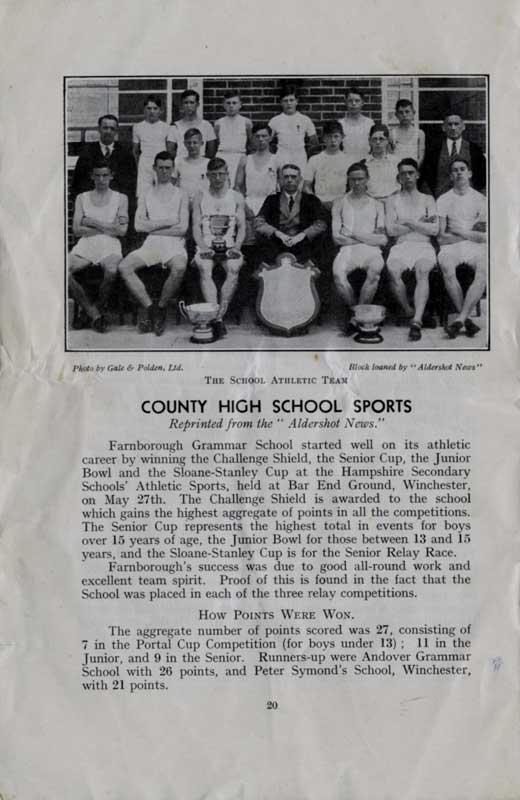 Photo by Gale & Polden, Ltd.
Block loaned by "Aldershot News"
THE SCHOOL ATHLETIC TEAM
COUNTY HIGH SCHOOL SPORTS
Reprinted from the "Aldershot News."
Farnborough Grammar School started well on its athletic
career by winning the Challenge Shield, the Senior Cup, the Junior
Bowl and the Sloane-Stanley Cup at the Hampshire Secondary
Schools' Athletic Sports, held at Bar End Ground, Winchester,
on May 27th. The Challenge Shield is awarded to the school
which gains the highest aggregate of points in all the competitions.
The Senior Cup represents the highest total in events for boys
over 15 years of age, the Junior Bowl for those between 13 and 15
years, and the Sloane-Stanley Cup is for the Senior Relay Race.
Farnborough's success was due to good all-round work and
excellent team spirit. Proof of this is found in the fact that the
School was placed in each of the three relay competitions.
HOW POINTS WERE WON.
The aggregate number of points scored was 27, consisting of
7 in the Portal Cup Competition (for boys under 13) ; 11 in the
Junior, and 9 in the Senior. Runners-up were Andover Grammar
School with 26 points, and Peter Symond's School, Winchester,
with 21 points.
20